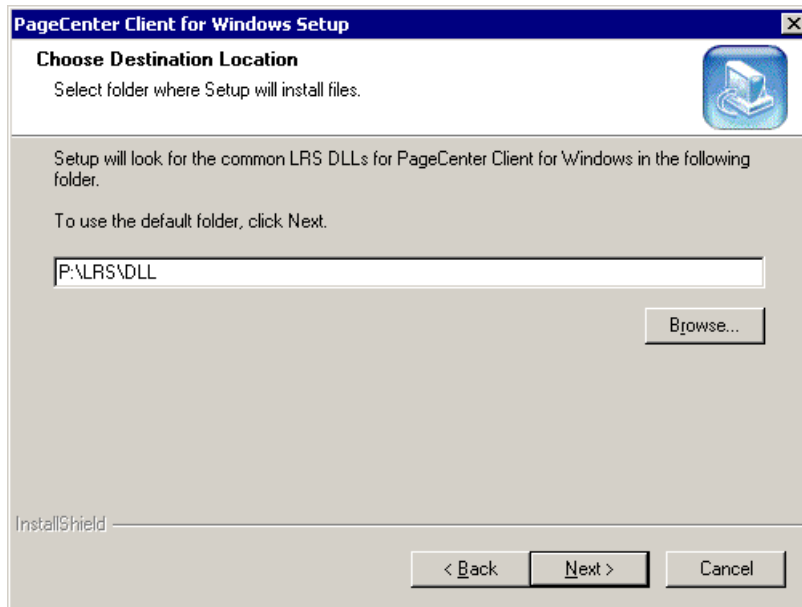 PageCenter Client for Windows Setup
Choose Destination Location
Select folder where Setup will install files.
Setup will look for the common LRS DLLs for PageCenter Client for Windows in the following
folder.
To use the default folder, click Next.
P:\LRS\DLL
Browse...
InstallShield
< Back
Next >
Cancel